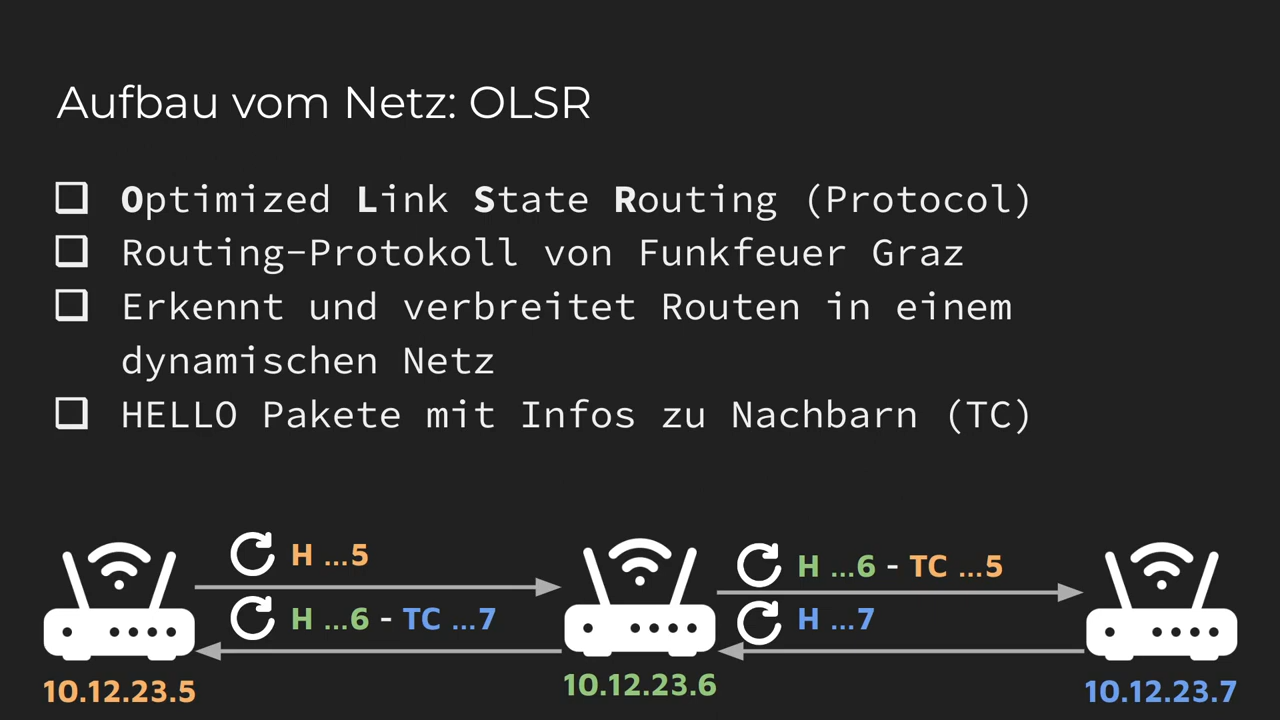 Aufbau vom Netz: OLSR
Optimized Link State Routing (Protocol)
Routing-Protokoll von Funkfeuer Graz
Erkennt und verbreitet Routen in einem
dynamischen Netz
HELLO Pakete mit Infos zu Nachbarn (TC)
H ...5
H ...6 - TC ...5
H ...6 - TC ...7
H ...7
10.12.23.5
10.12.23.6
10.12.23.7